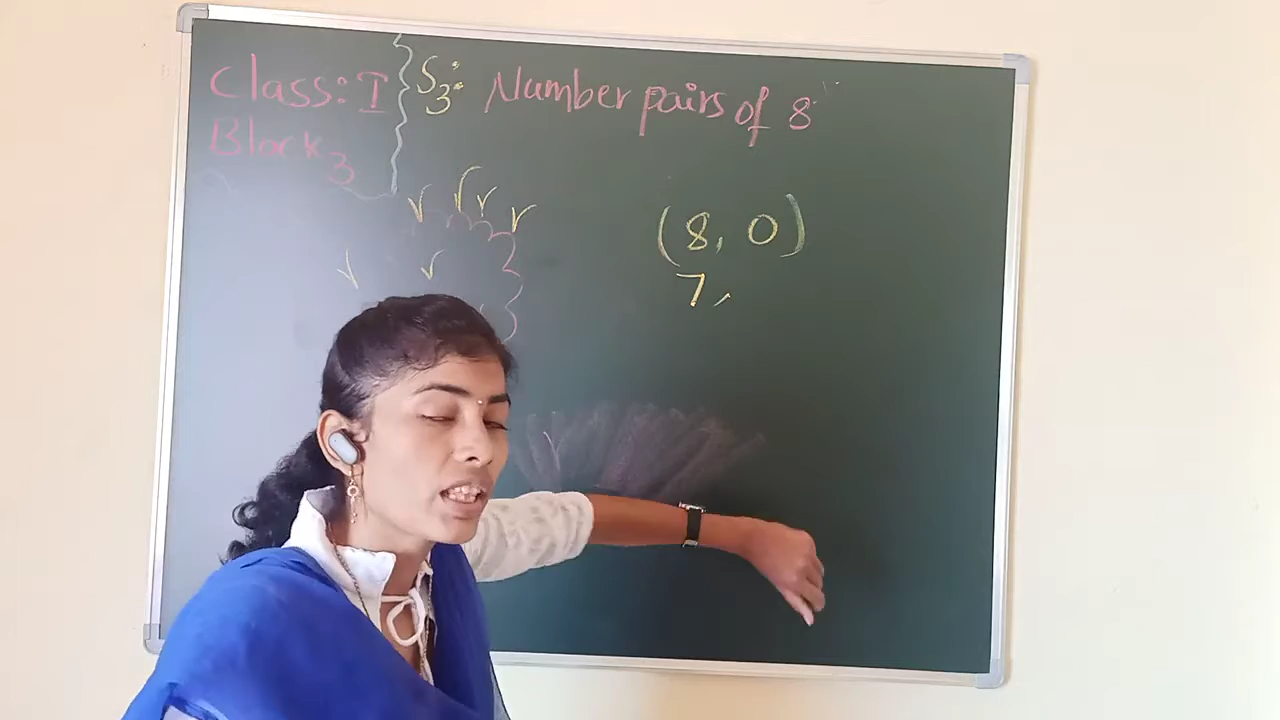 Class: I
Block 3
S3: Number pairs of 8
(8, 0)
7,